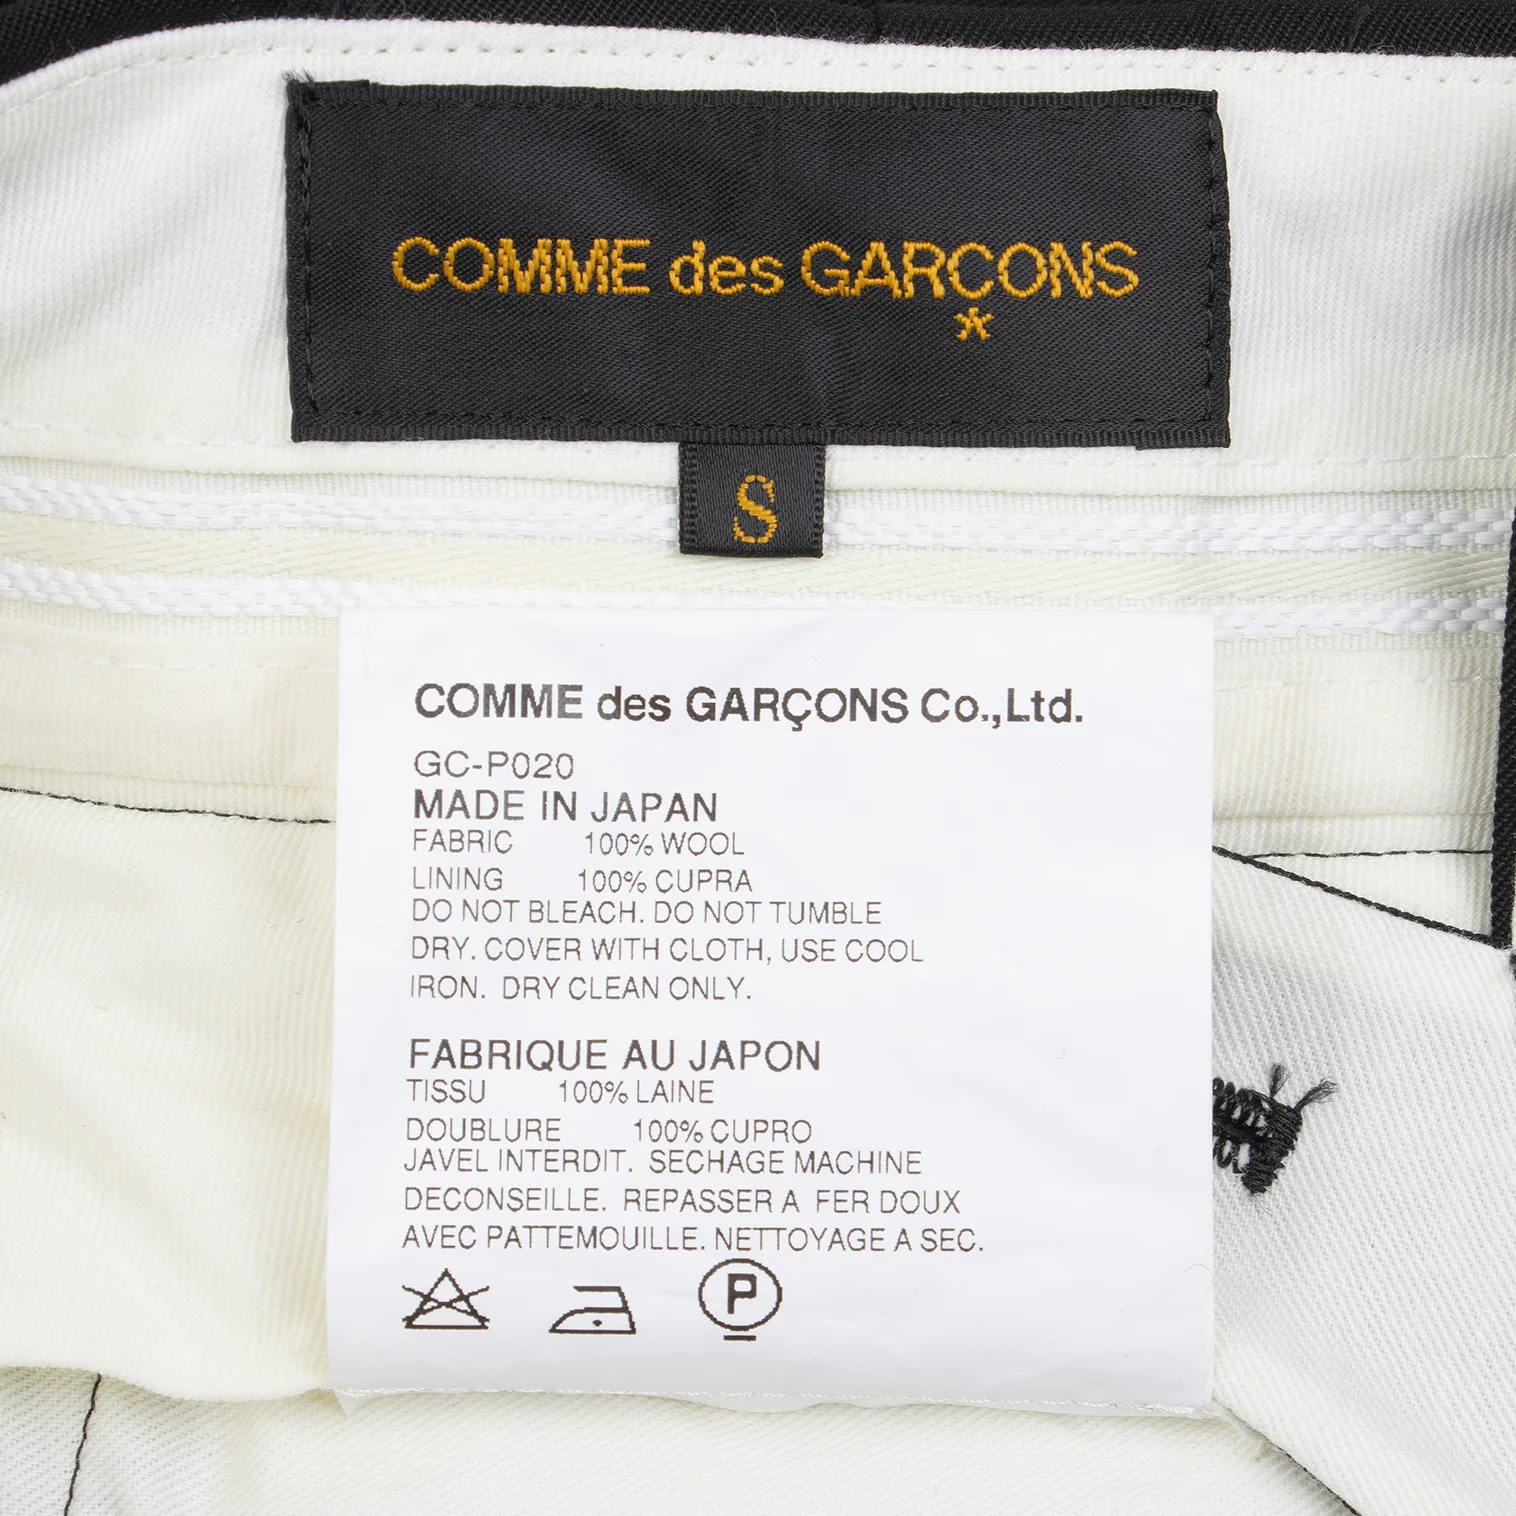 COMME des GARÇONS
*
S
COMME des GARÇONS Co.,Ltd.
GC-P020
MADE IN JAPAN
FABRIC 100% WOOL
LINING 100% CUPRA
DO NOT BLEACH. DO NOT TUMBLE
DRY. COVER WITH CLOTH, USE COOL
IRON. DRY CLEAN ONLY.
FABRIQUE AU JAPON
TISSU 100% LAINE
DOUBLURE 100% CUPRO
JAVEL INTERDIT. SECHAGE MACHINE
DECONSEILLE. REPASSER A FER DOUX
AVEC PATTEMOUILLE. NETTOYAGE A SEC.
P